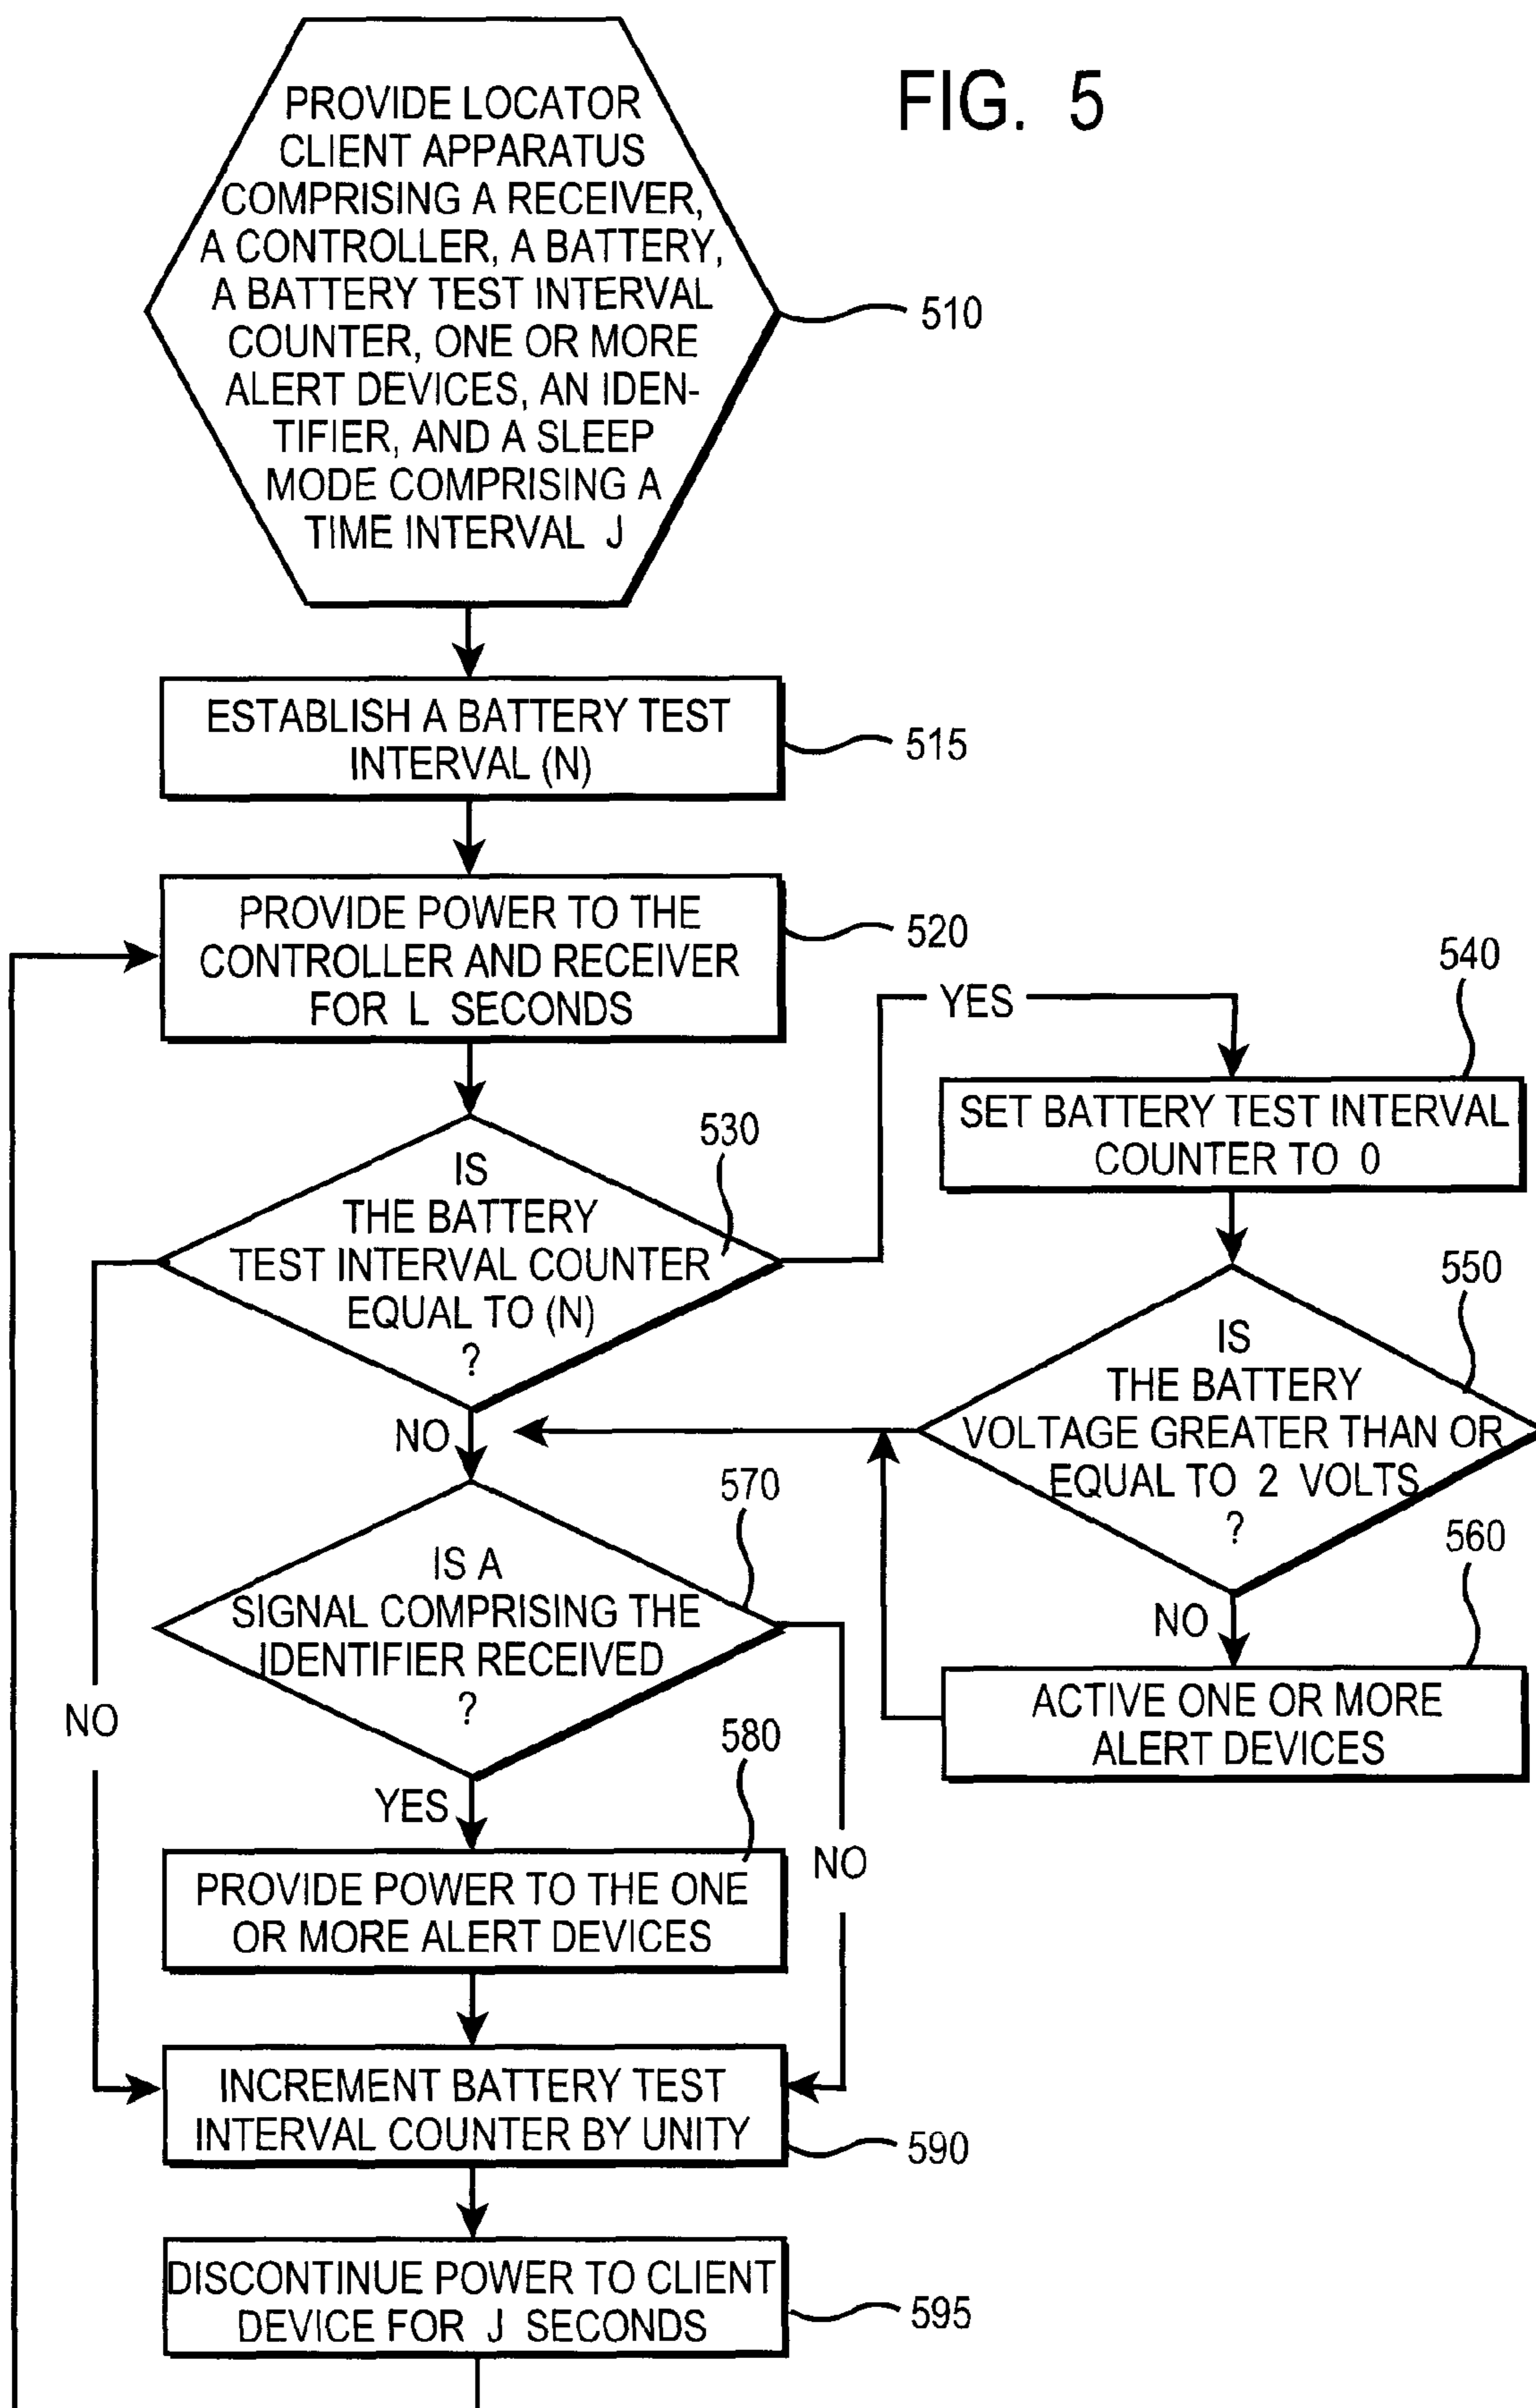 FIG. 5
PROVIDE LOCATOR
CLIENT APPARATUS
COMPRISING A RECEIVER,
A CONTROLLER, A BATTERY,
A BATTERY TEST INTERVAL
COUNTER, ONE OR MORE
ALERT DEVICES, AN IDEN-
TIFIER, AND A SLEEP
MODE COMPRISING A
TIME INTERVAL J
510
ESTABLISH A BATTERY TEST
INTERVAL (N)
515
PROVIDE POWER TO THE
CONTROLLER AND RECEIVER
FOR L SECONDS
520
IS
THE BATTERY
TEST INTERVAL COUNTER
EQUAL TO (N)
?
530
YES
540
SET BATTERY TEST INTERVAL
COUNTER TO 0
550
IS
THE BATTERY
VOLTAGE GREATER THAN OR
EQUAL TO 2 VOLTS
?
NO
560
ACTIVE ONE OR MORE
ALERT DEVICES
NO
570
IS A
SIGNAL COMPRISING THE
IDENTIFIER RECEIVED
?
NO
YES
580
NO
PROVIDE POWER TO THE ONE
OR MORE ALERT DEVICES
INCREMENT BATTERY TEST
INTERVAL COUNTER BY UNITY
590
DISCONTINUE POWER TO CLIENT
DEVICE FOR J SECONDS
595